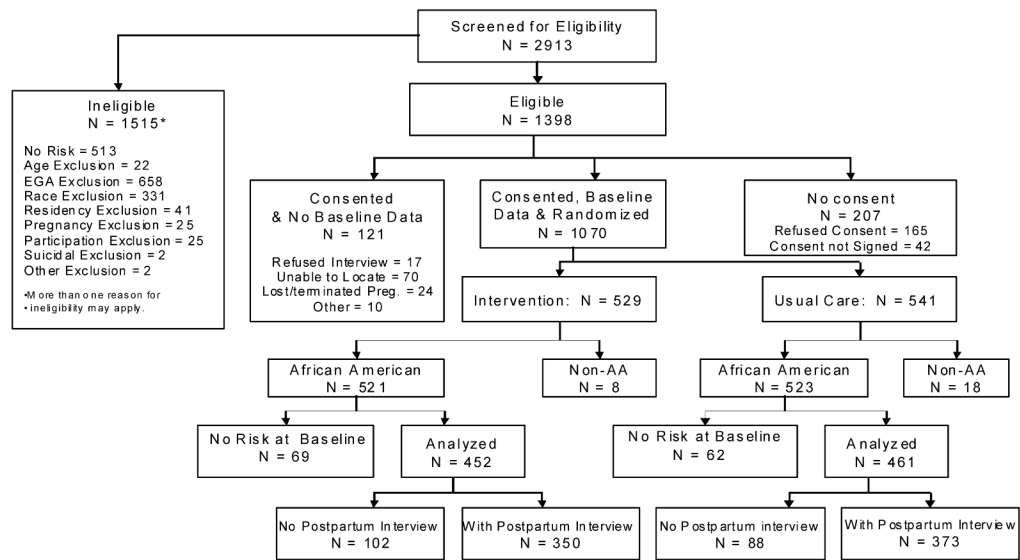 Screened for Eligibility
N = 2913
Ineligible
N = 1515*
No Risk = 513
Age Exclusion = 22
EGA Exclusion = 658
Race Exclusion = 331
Residency Exclusion = 41
Pregnancy Exclusion = 25
Participation Exclusion = 25
Suicidal Exclusion = 2
Other Exclusion = 2
•More than one reason for
• ineligibility may apply.
Eligible
N = 1398
Consented
& No Baseline Data
N = 121
Refused Interview = 17
Unable to Locate = 70
Lost/terminated Preg. = 24
Other = 10
Consented, Baseline
Data & Randomized
N = 1070
No consent
N = 207
Refused Consent = 165
Consent not Signed = 42
Intervention: N = 529
Usual Care: N = 541
African American
N = 521
Non-AA
N = 8
African American
N = 523
Non-AA
N = 18
No Risk at Baseline
N = 69
Analyzed
N = 452
No Risk at Baseline
N = 62
Analyzed
N = 461
No Postpartum Interview
N = 102
With Postpartum Interview
N = 350
No Postpartum interview
N = 88
With Postpartum Interview
N = 373